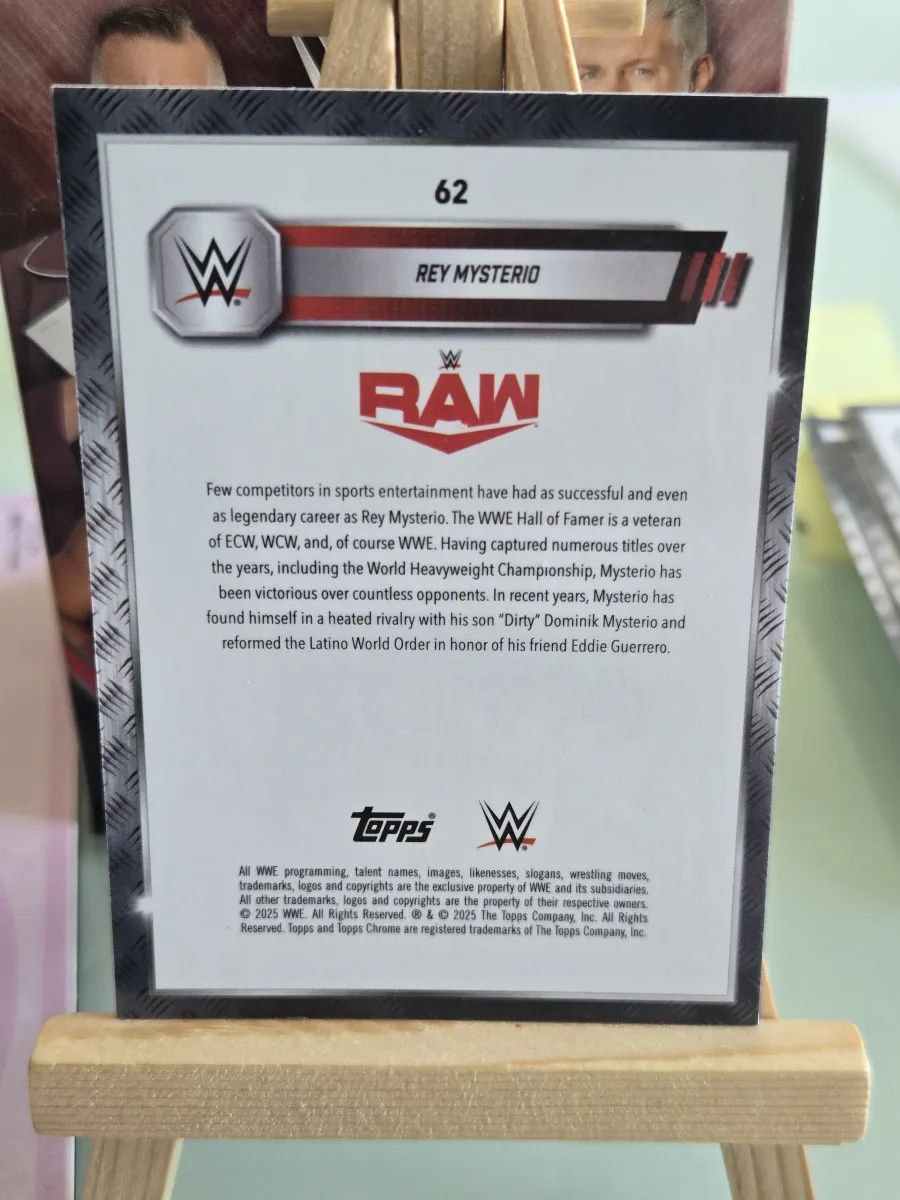 62
W
REY MYSTERIO
W
RAW
Few competitors in sports entertainment have had as successful and even
as legendary career as Rey Mysterio. The WWE Hall of Famer is a veteran
of ECW, WCW, and, of course WWE. Having captured numerous titles over
the years, including the World Heavyweight Championship, Mysterio has
been victorious over countless opponents. In recent years, Mysterio has
found himself in a heated rivalry with his son "Dirty" Dominik Mysterio and
reformed the Latino World Order in honor of his friend Eddie Guerrero.
Topps® W
All WWE programming, talent names, images, likenesses, slogans, wrestling moves,
trademarks, logos and copyrights are the exclusive property of WWE and its subsidiaries.
All other trademarks, logos and copyrights are the property of their respective owners.
© 2025 WWE. All Rights Reserved. ® & © 2025 The Topps Company, Inc. All Rights
Reserved. Topps and Topps Chrome are registered trademarks of The Topps Company, Inc.